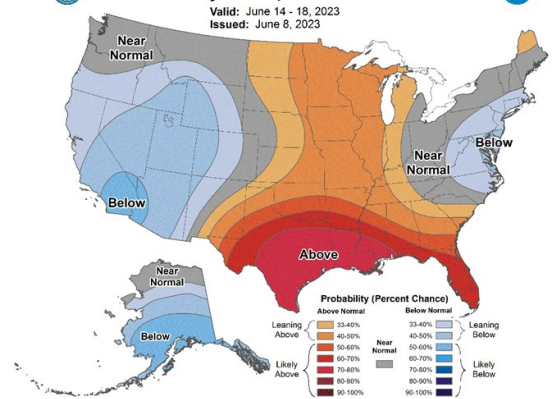 Valid: June 14 - 18, 2023
Issued: June 8, 2023
Near
Normal
Below
Near
Normal
Below
Above
Near
Normal
Below
Probability (Percent Chance)
Above Normal
Below Normal
Leaning
Above
33-40%
40-50%
Likely
Above
50-60%
60-70%
70-80%
80-90%
90-100%
Near
Normal
33-40%
40-50%
Leaning
Below
50-60%
60-70%
70-80%
80-90%
90-100%
Likely
Below